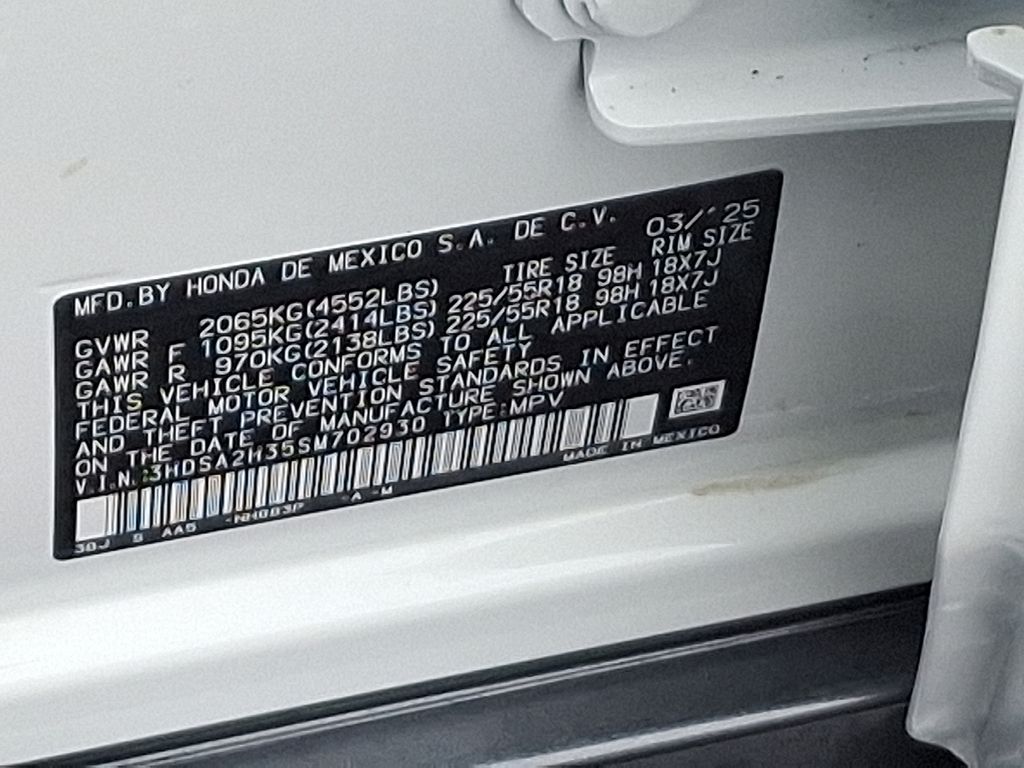 MFD.BY HONDA DE MEXICO S.A. DE C.V. 03/'25
TIRE SIZE RIM SIZE
GVWR 2065KG(4552LBS)
GAWR F 1095KG(2414LBS) 225/55R18 98H 18X7J
GAWR R 970KG(2138LBS) 225/55R18 98H 18X7J
THIS VEHICLE CONFORMS TO ALL APPLICABLE
FEDERAL MOTOR VEHICLE SAFETY
AND THEFT PREVENTION STANDARDS IN EFFECT
ON THE DATE OF MANUFACTURE SHOWN ABOVE.
V.I.N.:3HDSA2H35SM702930 TYPE:MPV
MADE IN MEXICO
AA5 -A -M